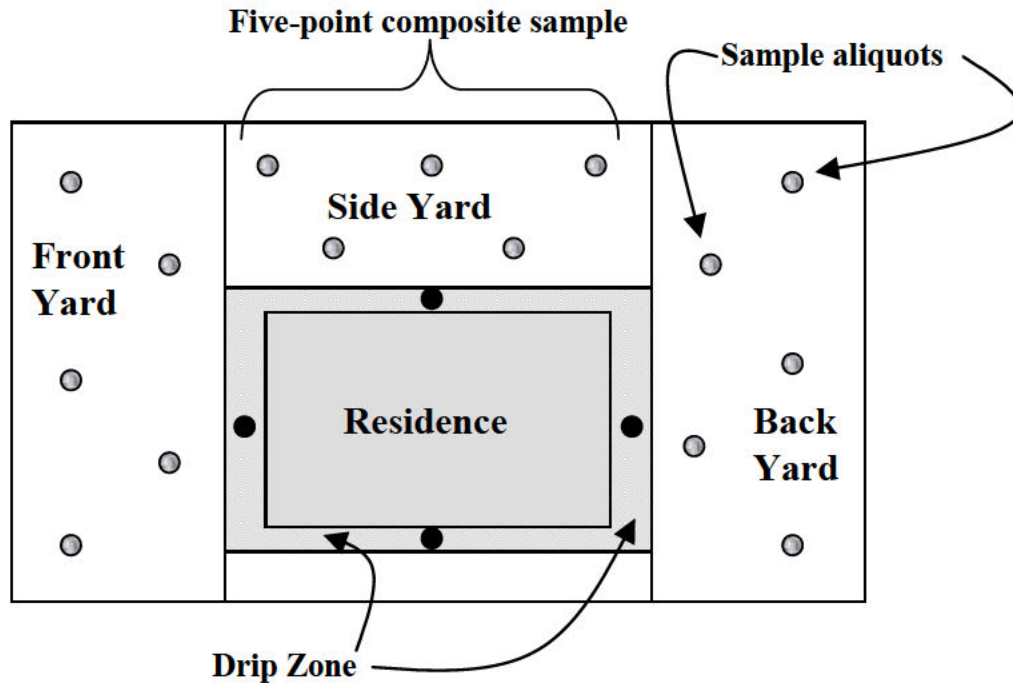 Five-point composite sample
Sample aliquots
Side Yard
Front
Yard
Residence
Back
Yard
Drip Zone